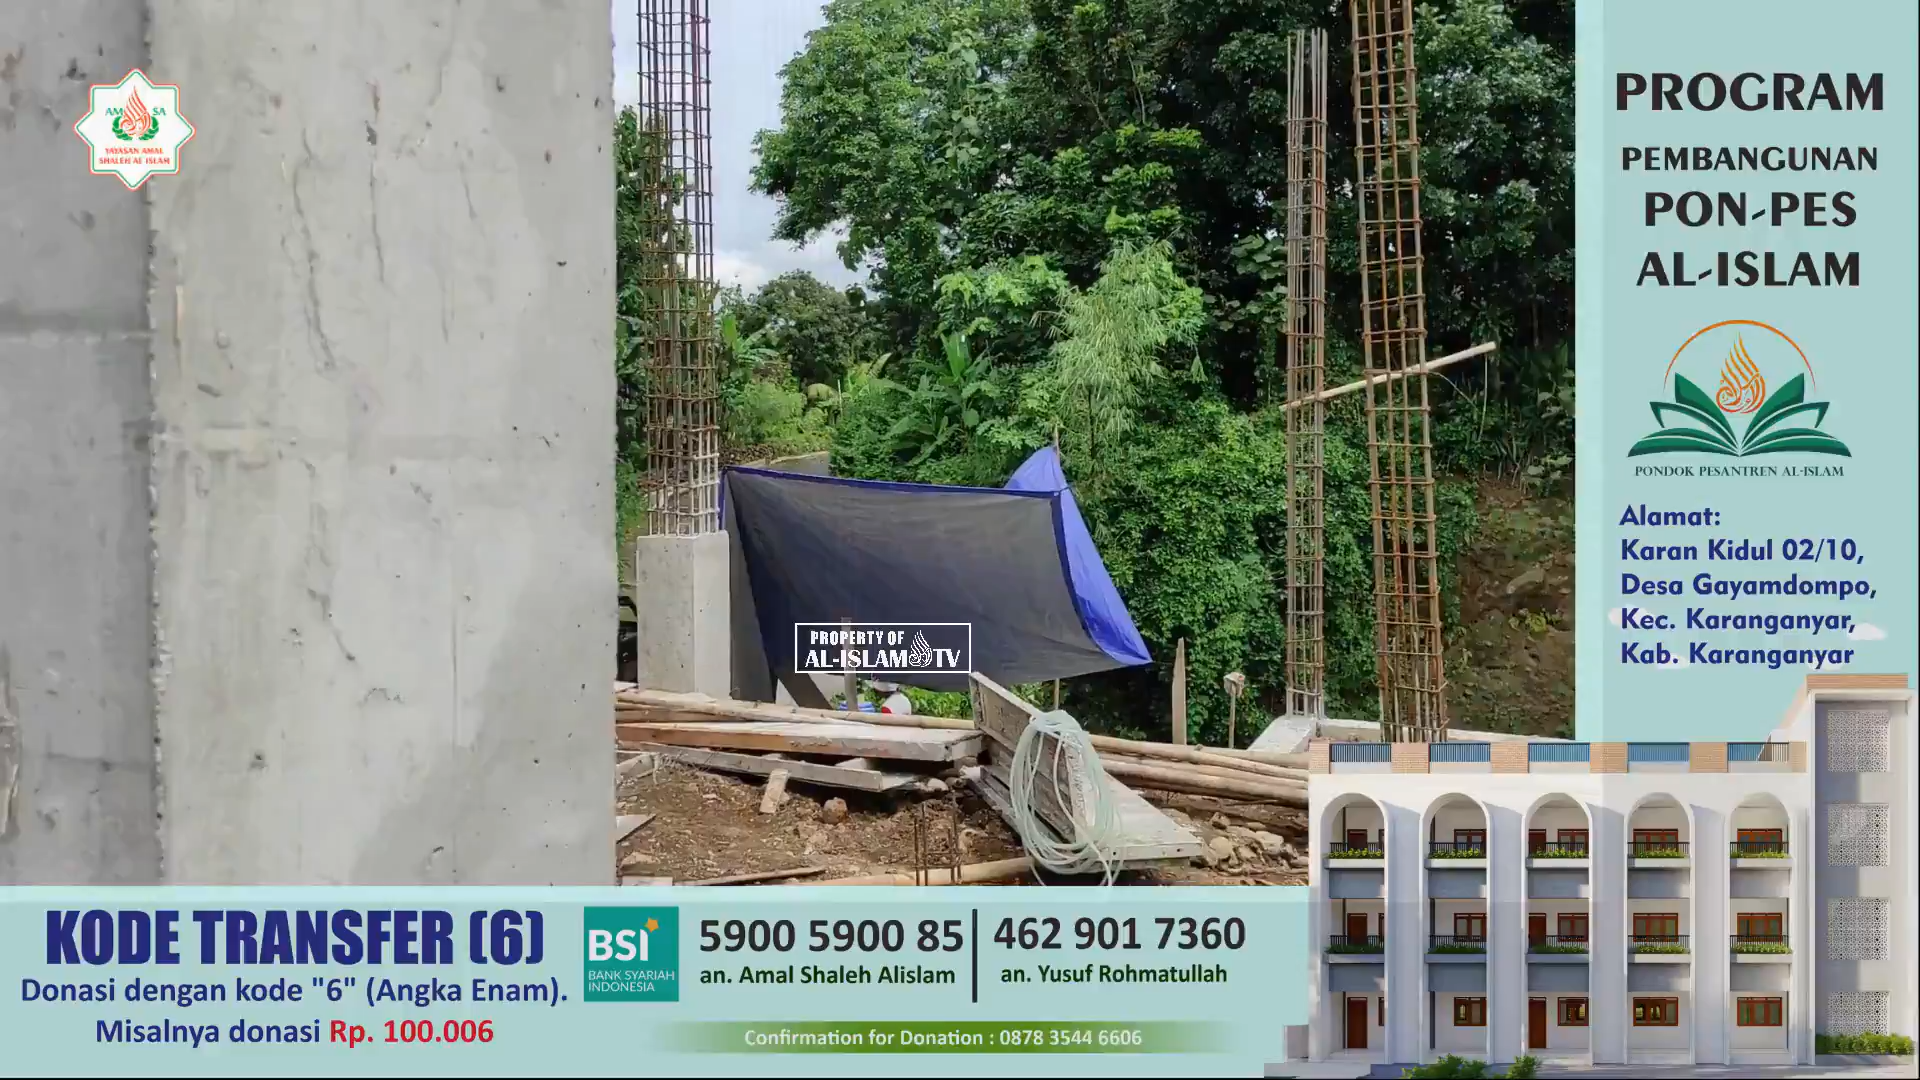 AM SA
YAYASAN AMAL
SHALEH AL ISLAM
PROGRAM
PEMBANGUNAN
PON-PES
AL-ISLAM
PONDOK PESANTREN AL-ISLAM
Alamat:
Karan Kidul 02/10,
Desa Gayamdompo,
Kec. Karanganyar,
Kab. Karanganyar
PROPERTY OF
AL-ISLAM TV
KODE TRANSFER (6)
Donasi dengan kode "6" (Angka Enam).
Misalnya donasi Rp. 100.006
BSI
BANK SYARIAH
INDONESIA
5900 5900 85
an. Amal Shaleh Alislam
462 901 7360
an. Yusuf Rohmatullah
Confirmation for Donation : 0878 3544 6606